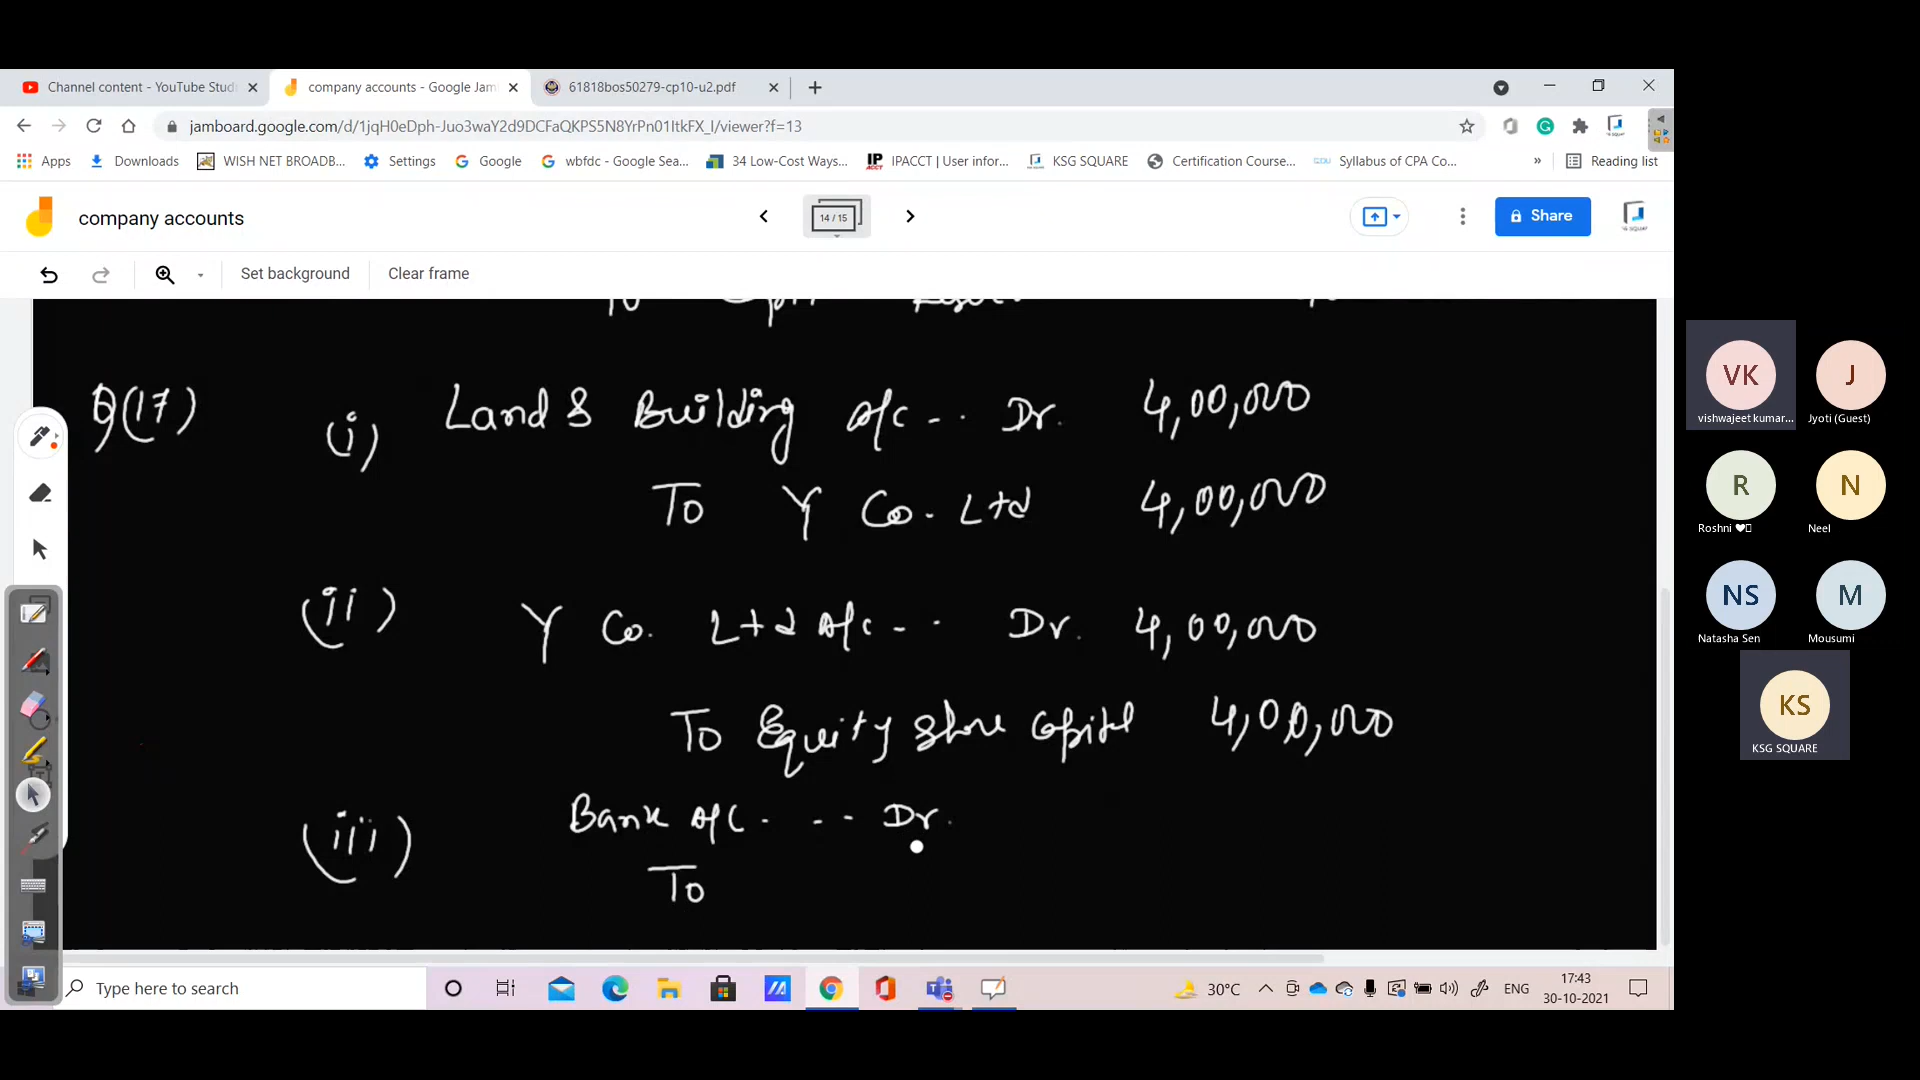 Channel content - YouTube Stud
company accounts - Google Jam
61818bos50279-cp10-u2.pdf
jamboard.google.com/d/1jqH0eDph-Juo3waY2d9DCFaQKPS5N8YrPn01ItkFX_I/viewer?f=13
Apps Downloads WISH NET BROADB... Settings Google wbfdc - Google Sea... 34 Low-Cost Ways... IPACCT | User infor... KSG SQUARE Certification Course... Syllabus of CPA Co... » Reading list
company accounts
14 / 15
Share
Set background Clear frame
To
Q(17) (i) Land & Building A/c -- Dr. 4,00,000
To Y Co. Ltd 4,00,000
(ii) Y Co. Ltd A/c -- Dr. 4,00,000
To Equity Share Capital 4,00,000
(iii) Bank A/c. -- Dr.
To
VK
vishwajeet kumar...
J
Jyoti (Guest)
R
Roshni
N
Neel
NS
Natasha Sen
M
Mousumi
KS
KSG SQUARE
Type here to search
30°C
ENG
17:43
30-10-2021